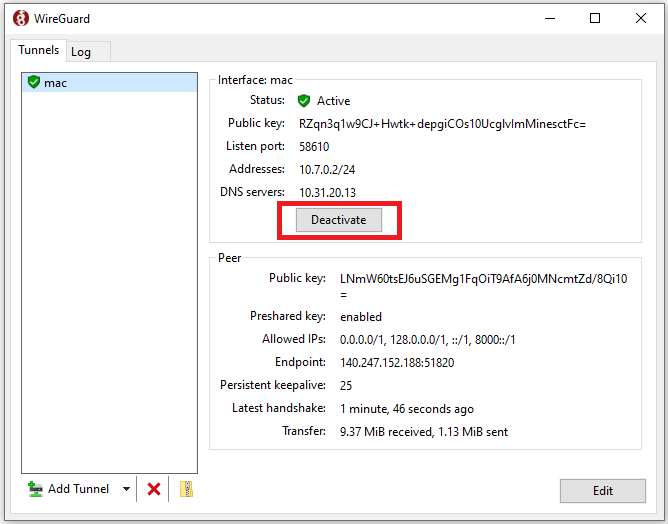 WireGuard
Tunnels
Log
mac
Interface: mac
Status: Active
Public key: RZqn3q1w9CJ+Hwtk+depgiCOs10UcglvlmMinesctFc=
Listen port: 58610
Addresses: 10.7.0.2/24
DNS servers: 10.31.20.13
Deactivate
Peer
Public key: LNmW60tsEJ6uSGEMg1FqOiT9AfA6j0MNcmtZd/8Qi10
=
Preshared key: enabled
Allowed IPs: 0.0.0.0/1, 128.0.0.0/1, ::/1, 8000::/1
Endpoint: 140.247.152.188:51820
Persistent keepalive: 25
Latest handshake: 1 minute, 46 seconds ago
Transfer: 9.37 MiB received, 1.13 MiB sent
Add Tunnel
Edit